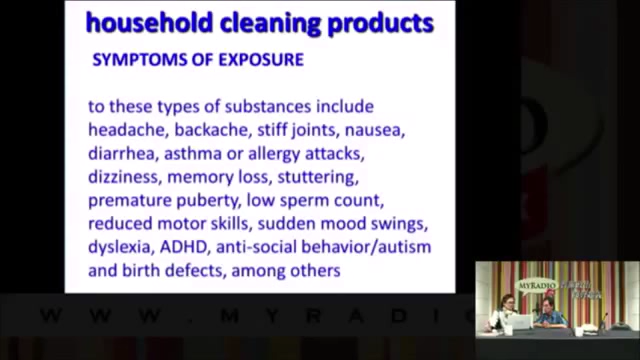 household cleaning products
SYMPTOMS OF EXPOSURE
to these types of substances include
headache, backache, stiff joints, nausea,
diarrhea, asthma or allergy attacks,
dizziness, memory loss, stuttering,
premature puberty, low sperm count,
reduced motor skills, sudden mood swings,
dyslexia, ADHD, anti-social behavior/autism
and birth defects, among others
MYRADIO
WWW.MYR